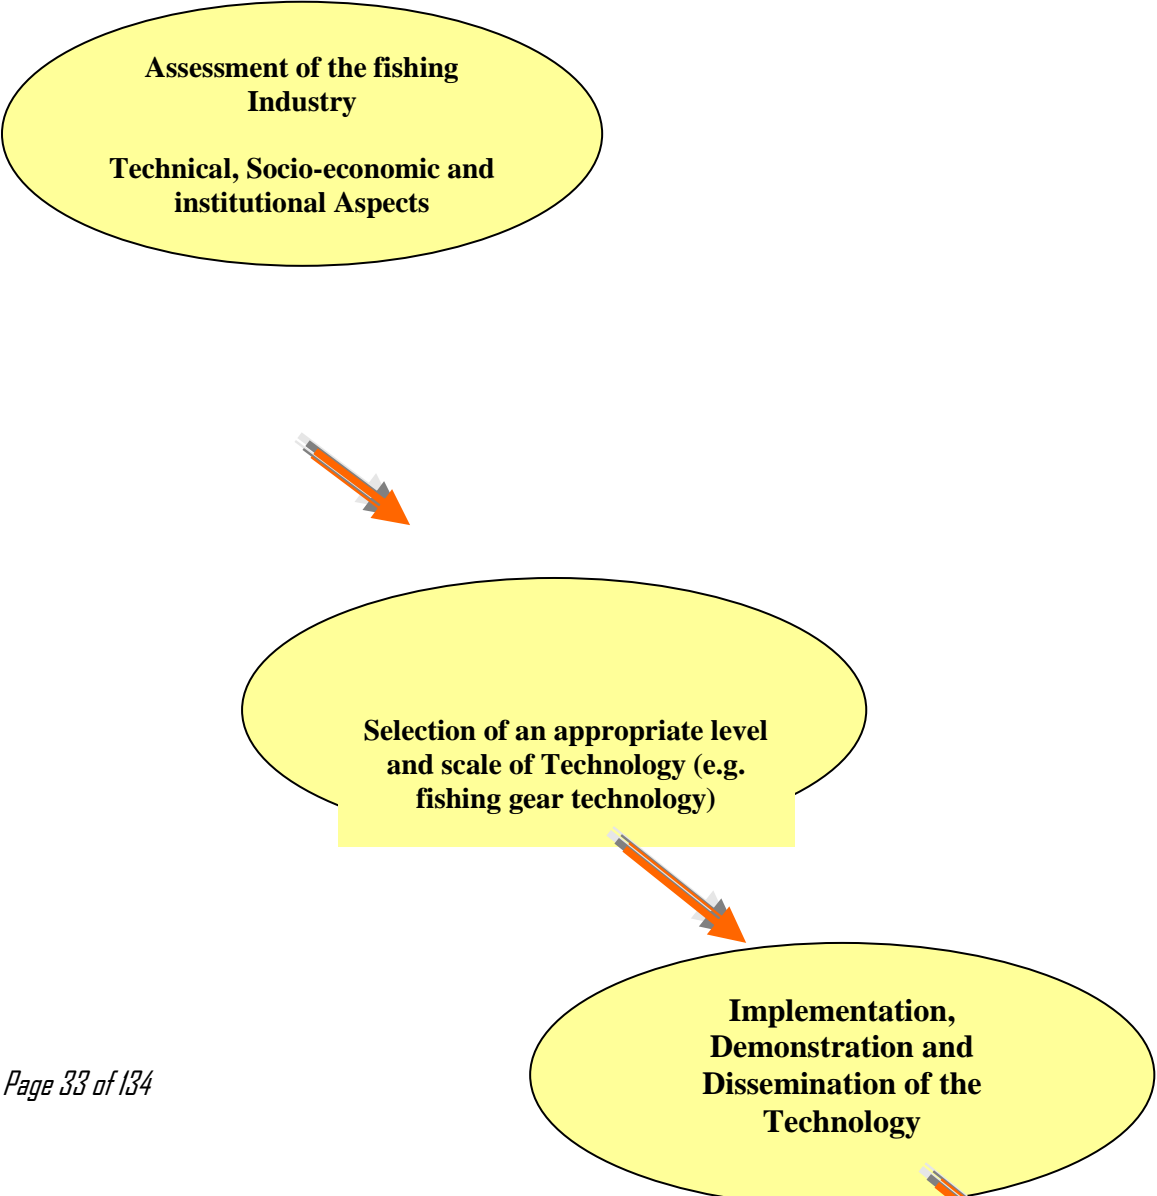 Assessment of the fishing
Industry
Technical, Socio-economic and
institutional Aspects
Selection of an appropriate level
and scale of Technology (e.g.
fishing gear technology)
Implementation,
Demonstration and
Dissemination of the
Technology
Page 33 of 134